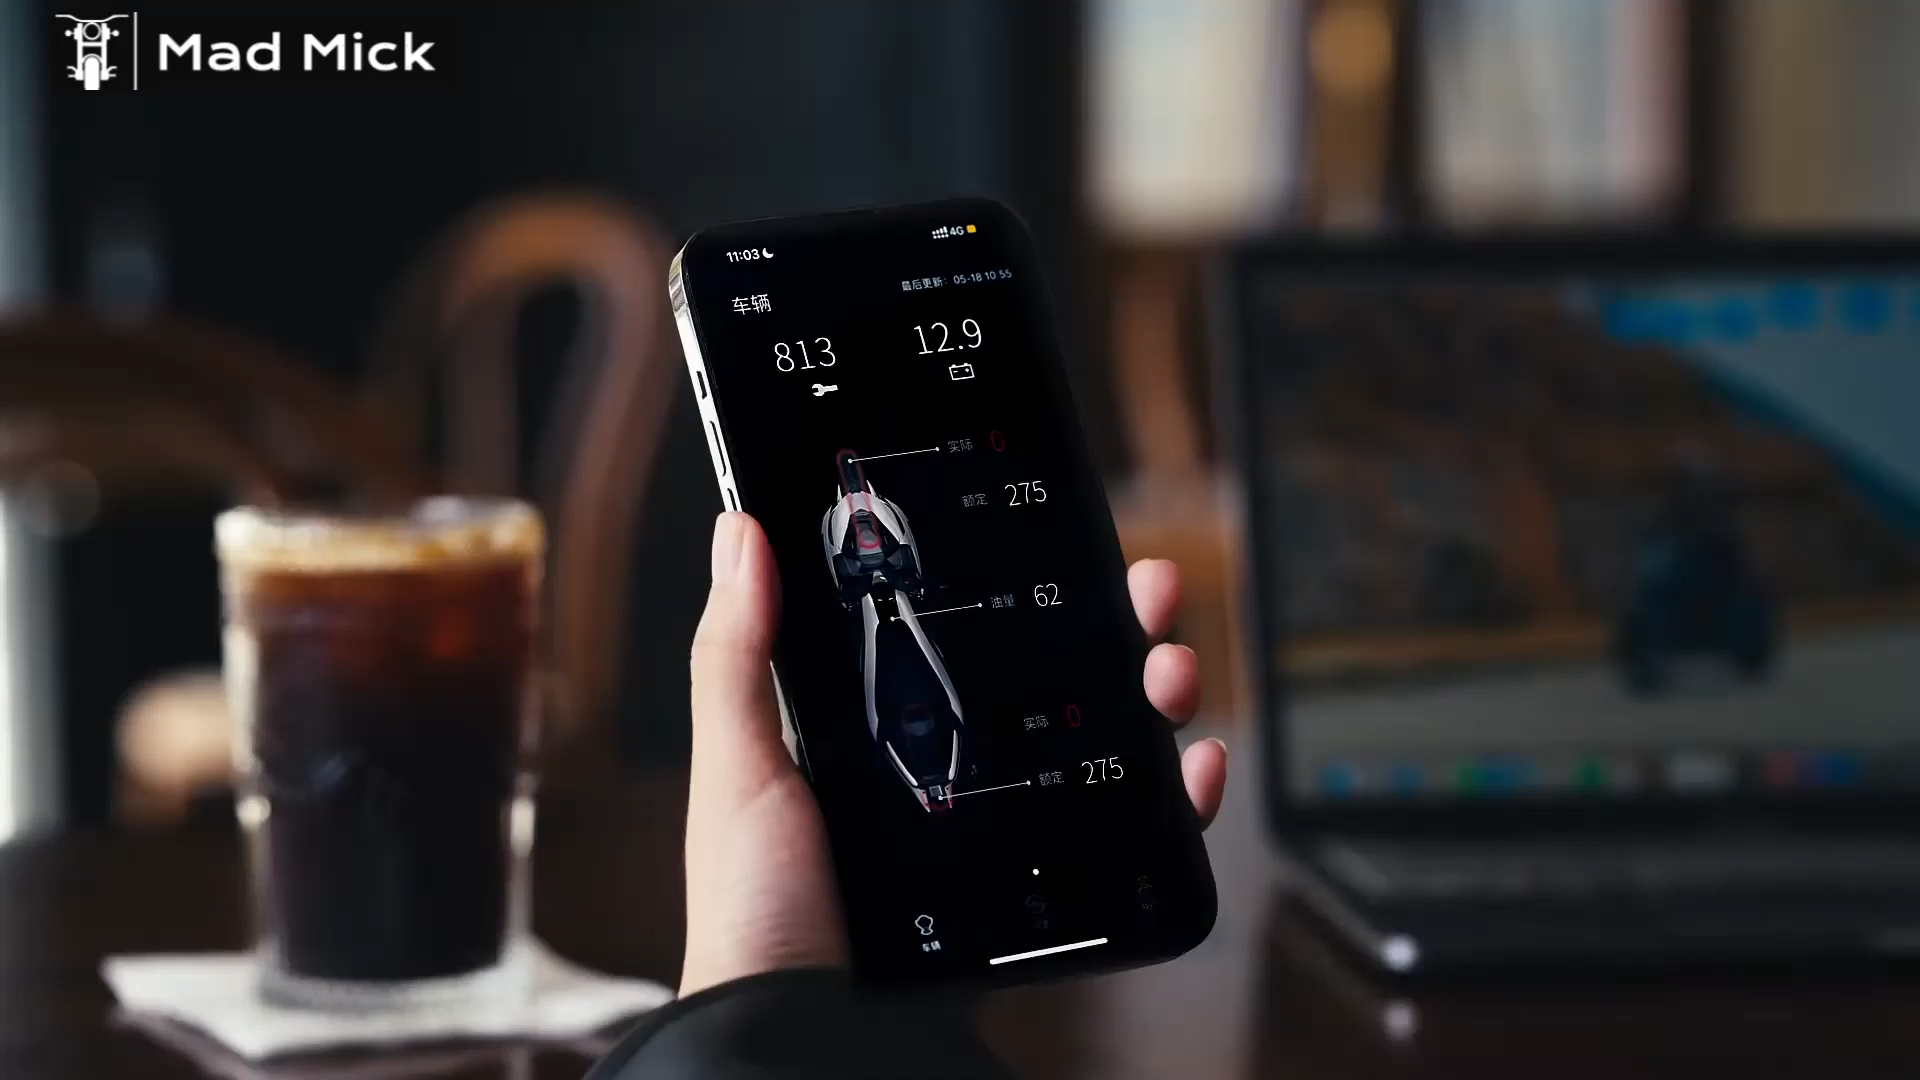 Mad Mick
11:03
4G
最后更新：05-18 10 55
车辆
813
12.9
实际 0
额定 275
油量 62
实际 0
额定 275
车辆